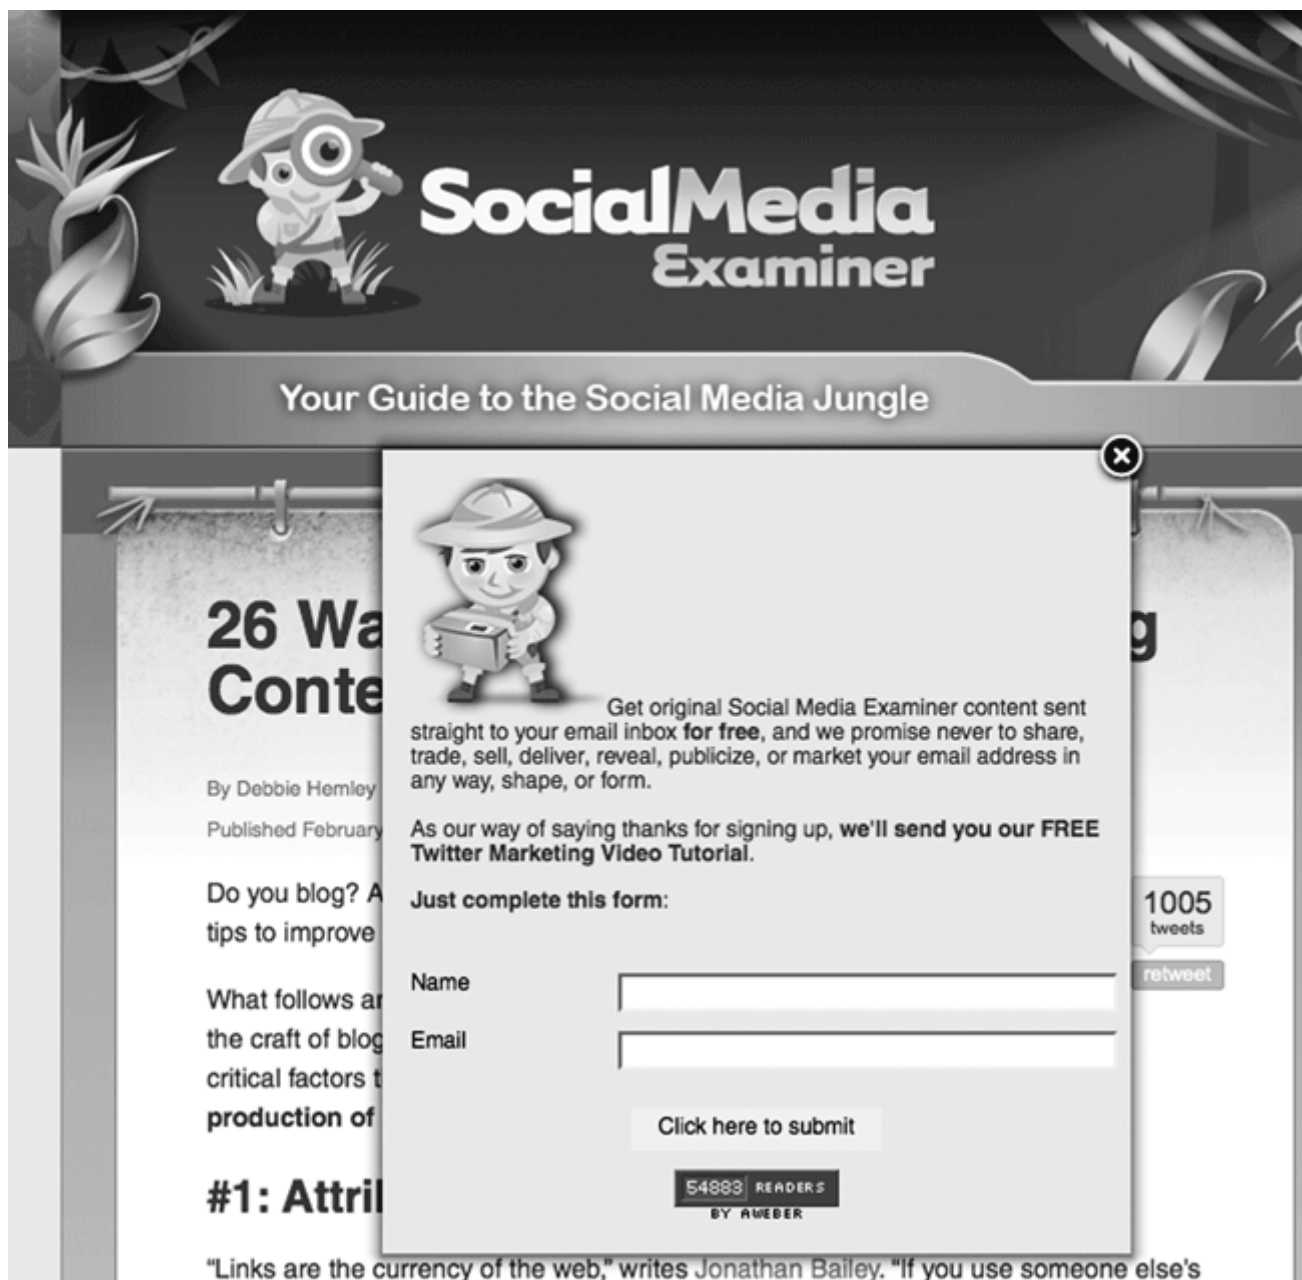 SocialMedia
Examiner
Your Guide to the Social Media Jungle
26
Get original Social Media Examiner content sent
straight to your email inbox for free, and we promise never to share,
trade, sell, deliver, reveal, publicize, or market your email address in
any way, shape, or form.
As our way of saying thanks for signing up, we'll send you our FREE
Twitter Marketing Video Tutorial.
Just complete this form:
Name
Email
Click here to submit
54883 READERS
BY AWEBER
By Debbie Hemley
Published February
1005
tweets
retweet
Do you blog?
tips to improve
What follows
the craft of
critical factors
production of
#1:
“Links are the currency of the web,” writes Jonathan Bailey. “If you use someone else's